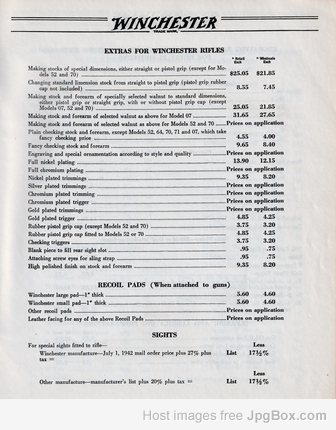 WINCHESTER
TRADE MARK
EXTRAS FOR WINCHESTER RIFLES
* Retail Each * Wholesale Each
Making stocks of special dimensions, either straight or pistol grip (except for Models 52 and 70) $25.05 $21.85
Changing standard dimension stock from straight to pistol grip (pistol grip rubber cap not included) 8.55 7.45
Making stock and forearm of specially selected walnut to standard dimensions, either pistol grip or straight grip, with or without pistol grip cap (except Models 07, 52 and 70) 25.05 21.85
Making stock and forearm of selected walnut as above for Model 07 31.65 27.65
Making stock and forearm of selected walnut as above for Models 52 and 70 Prices on application
Plain checking stock and forearm, except Models 52, 64, 70, 71 and 07, which take fancy checking price 4.55 4.00
Fancy checking stock and forearm 9.65 8.40
Engraving and special ornamentation according to style and quality Prices on application
Full nickel plating 13.90 12.15
Full chromium plating Prices on application
Nickel plated trimmings 9.35 8.20
Silver plated trimmings Prices on application
Chromium plated trimming Prices on application
Chromium plated trigger Prices on application
Gold plated trimmings Prices on application
Gold plated trigger 4.85 4.25
Rubber pistol grip cap (except Models 52 and 70) 3.75 3.20
Rubber pistol grip cap fitted to Models 52 or 70 4.85 4.25
Checking triggers 3.75 3.20
Blank piece to fill rear sight slot .95 .75
Attaching screw eyes for sling strap .95 .75
High polished finish on stock and forearm 9.35 8.20
RECOIL PADS (When attached to guns)
Winchester large pad—1" thick 5.60 4.60
Winchester small pad—1" thick 5.60 4.60
Other recoil pads Prices on application
Leather facing for any of the above Recoil Pads Prices on application
SIGHTS
For special sights fitted to rifle— Less
Winchester manufacture—July 1, 1942 mail order price plus 27% plus tax = List 17½%
Less
Other manufacture—manufacturer's list plus 20% plus tax = List 17½%
Host images free JpgBox.com